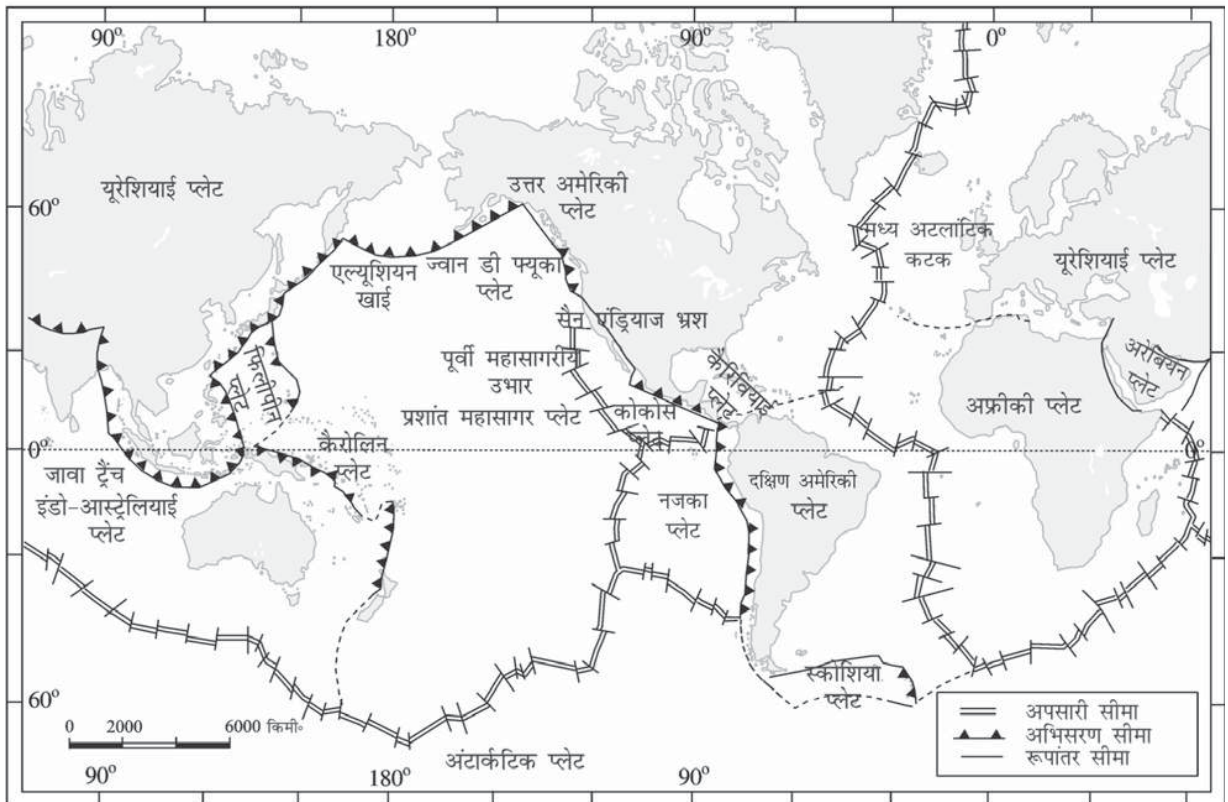 90°
180°
90°
0°
यूरेशियाई प्लेट
उत्तर अमेरिकी
प्लेट
60°
मध्य अटलांटिक
कटक
यूरेशियाई प्लेट
एल्यूशियन
खाई
ज्वान डी फ्यूका
प्लेट
सैन एंड्रियाज भ्रश
फिलीपीन
प्लेट
पूर्वी महासागरीय
उभार
प्रशांत महासागर प्लेट
कोकोस
कैरिबियाई
प्लेट
अरेबियन
प्लेट
अफ्रीकी प्लेट
0°
0°
कैरोलिन
प्लेट
जावा ट्रैंच
इंडो-आस्ट्रेलियाई
प्लेट
नजका
प्लेट
दक्षिण अमेरिकी
प्लेट
स्कोशिया
प्लेट
60°
0 2000 6000 किमी॰
अंटार्कटिक प्लेट
अपसारी सीमा
अभिसरण सीमा
रूपांतर सीमा
90°
180°
90°
0°